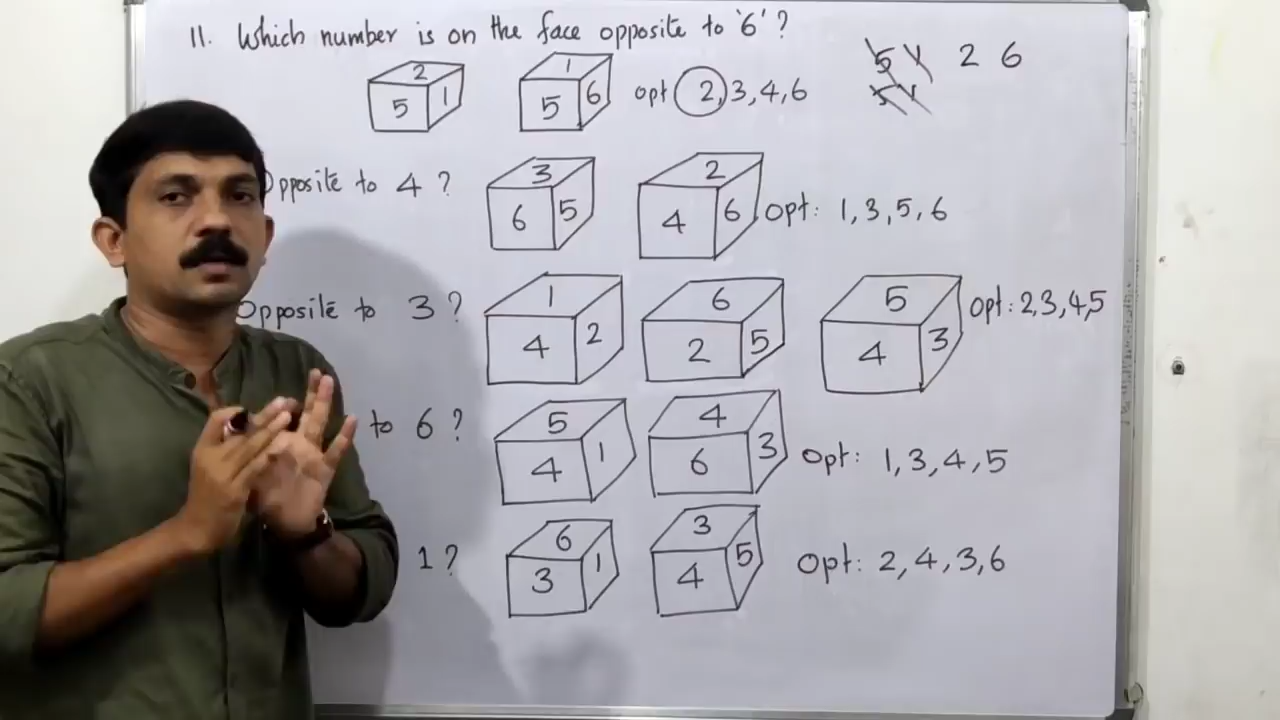 11. Which number is on the face opposite to '6' ?
5 1 2 6
5 1
2 5 1 1 5 6 opt 2, 3, 4, 6
Opposite to 4 ? 3 6 5 2 4 6 Opt: 1, 3, 5, 6
Opposite to 3 ? 1 4 2 6 2 5 5 4 3 Opt: 2, 3, 4, 5
to 6 ? 5 4 1 4 6 3 Opt: 1, 3, 4, 5
1 ? 6 3 1 3 4 5 Opt: 2, 4, 3, 6